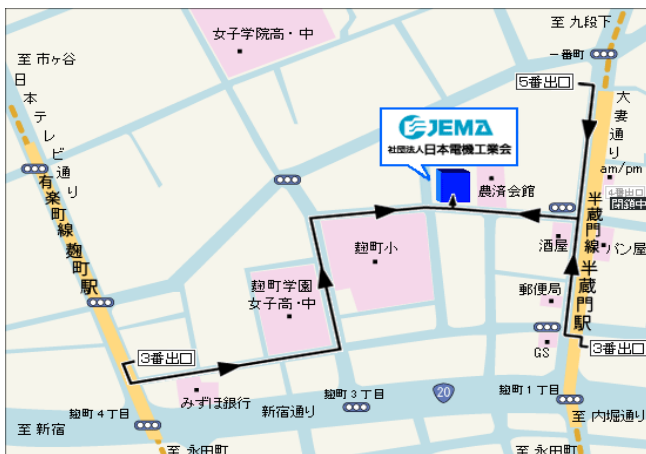 至 九段下
女子学院高・中
一番町
至 市ヶ谷
日本テレビ通り
5番出口
大妻通り
JEMA
社団法人日本電機工業会
am/pm
農済会館
4番出口
閉鎖中
有楽町線 麹町駅
半蔵門線 半蔵門駅
酒屋
パン屋
麹町小
麹町学園
女子高・中
郵便局
3番出口
GS
3番出口
みずほ銀行
麹町3丁目
20
麹町1丁目
新宿通り
麹町4丁目
至 内堀通り
至 新宿
至 永田町
至 永田町